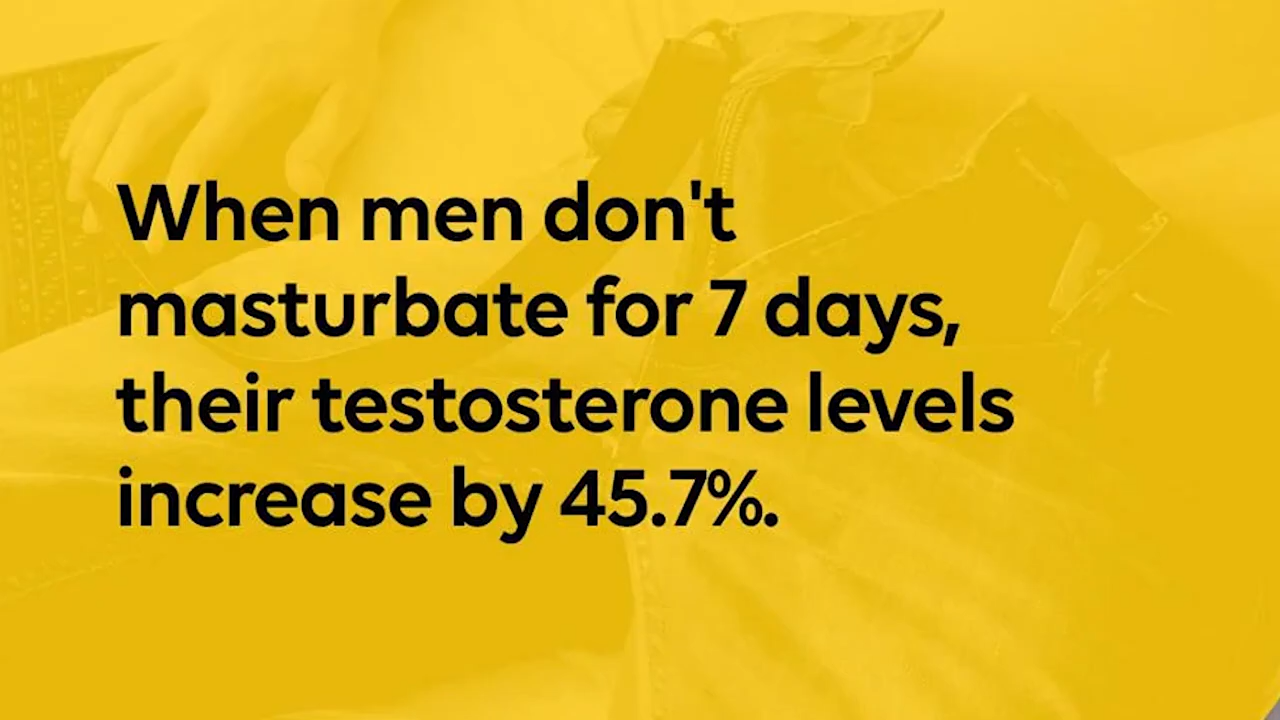 When men don't
masturbate for 7 days,
their testosterone levels
increase by 45.7%.